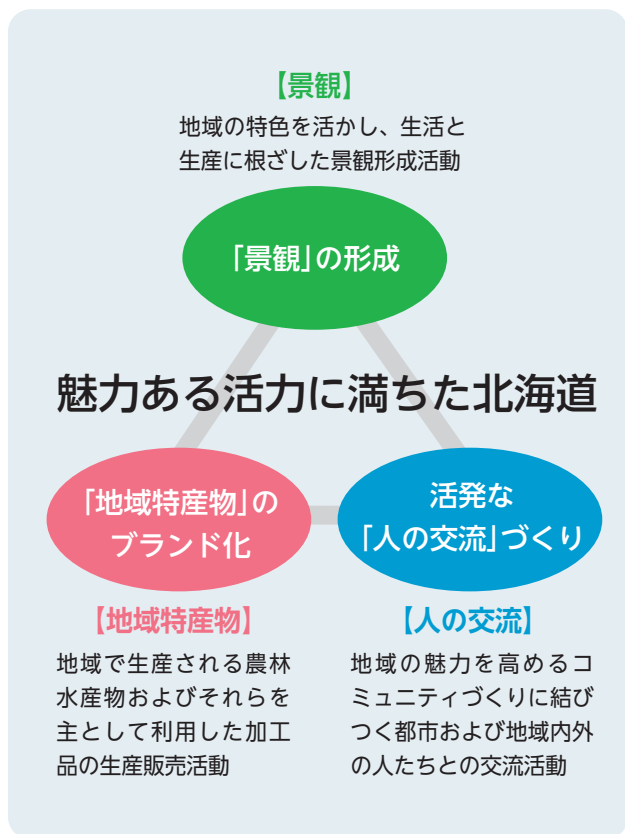 【景観】
地域の特色を活かし、生活と
生産に根ざした景観形成活動
「景観」の形成
魅力ある活力に満ちた北海道
「地域特産物」の
ブランド化
活発な
「人の交流」づくり
【地域特産物】
地域で生産される農林
水産物およびそれらを
主として利用した加工
品の生産販売活動
【人の交流】
地域の魅力を高めるコ
ミュニティづくりに結び
つく都市および地域内外
の人たちとの交流活動